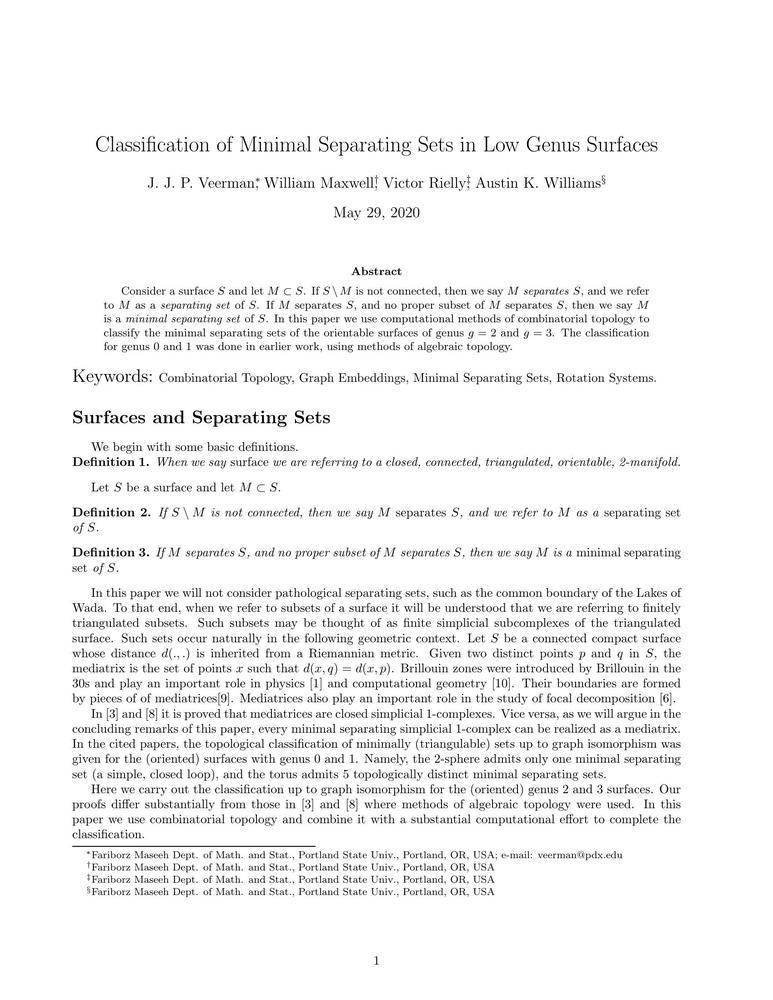 Classification of Minimal Separating Sets in Low Genus Surfaces
J. J. P. Veerman*, William Maxwell†, Victor Rielly‡, Austin K. Williams§
May 29, 2020
Abstract
Consider a surface S and let M ⊂ S. If S \ M is not connected, then we say M separates S, and we refer
to M as a separating set of S. If M separates S, and no proper subset of M separates S, then we say M
is a minimal separating set of S. In this paper we use computational methods of combinatorial topology to
classify the minimal separating sets of the orientable surfaces of genus g = 2 and g = 3. The classification
for genus 0 and 1 was done in earlier work, using methods of algebraic topology.
Keywords: Combinatorial Topology, Graph Embeddings, Minimal Separating Sets, Rotation Systems.
Surfaces and Separating Sets
We begin with some basic definitions.
Definition 1. When we say surface we are referring to a closed, connected, triangulated, orientable, 2-manifold.
Let S be a surface and let M ⊂ S.
Definition 2. If S \ M is not connected, then we say M separates S, and we refer to M as a separating set
of S.
Definition 3. If M separates S, and no proper subset of M separates S, then we say M is a minimal separating
set of S.
In this paper we will not consider pathological separating sets, such as the common boundary of the Lakes of
Wada. To that end, when we refer to subsets of a surface it will be understood that we are referring to finitely
triangulated subsets. Such subsets may be thought of as finite simplicial subcomplexes of the triangulated
surface. Such sets occur naturally in the following geometric context. Let S be a connected compact surface
whose distance d(., .) is inherited from a Riemannian metric. Given two distinct points p and q in S, the
mediatrix is the set of points x such that d(x, q) = d(x, p). Brillouin zones were introduced by Brillouin in the
30s and play an important role in physics [1] and computational geometry [10]. Their boundaries are formed
by pieces of of mediatrices[9]. Mediatrices also play an important role in the study of focal decomposition [6].
In [3] and [8] it is proved that mediatrices are closed simplicial 1-complexes. Vice versa, as we will argue in the
concluding remarks of this paper, every minimal separating simplicial 1-complex can be realized as a mediatrix.
In the cited papers, the topological classification of minimally (triangulable) sets up to graph isomorphism was
given for the (oriented) surfaces with genus 0 and 1. Namely, the 2-sphere admits only one minimal separating
set (a simple, closed loop), and the torus admits 5 topologically distinct minimal separating sets.
Here we carry out the classification up to graph isomorphism for the (oriented) genus 2 and 3 surfaces. Our
proofs differ substantially from those in [3] and [8] where methods of algebraic topology were used. In this
paper we use combinatorial topology and combine it with a substantial computational effort to complete the
classification.
*Fariborz Maseeh Dept. of Math. and Stat., Portland State Univ., Portland, OR, USA; e-mail: veerman@pdx.edu
†Fariborz Maseeh Dept. of Math. and Stat., Portland State Univ., Portland, OR, USA
‡Fariborz Maseeh Dept. of Math. and Stat., Portland State Univ., Portland, OR, USA
§Fariborz Maseeh Dept. of Math. and Stat., Portland State Univ., Portland, OR, USA
1